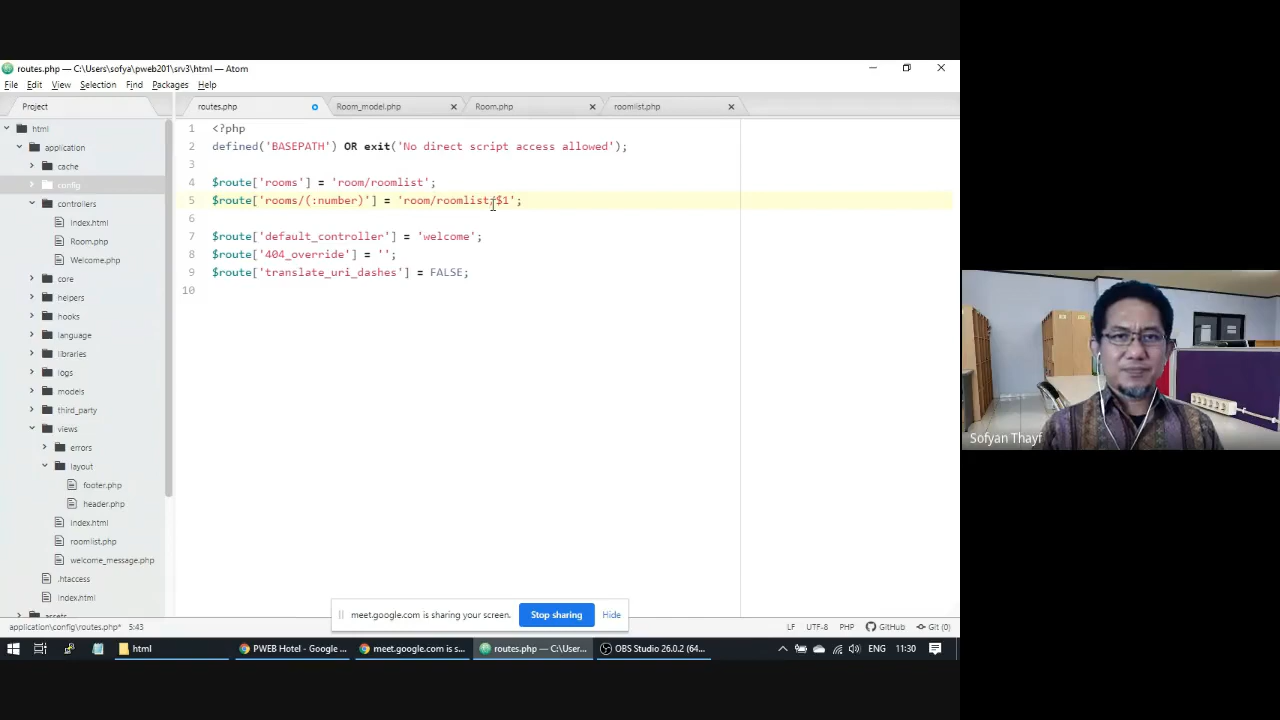 routes.php — C:\Users\sofya\pweb201\srv3\html — Atom
File Edit View Selection Find Packages Help
Project
routes.php
Room_model.php
Room.php
roomlist.php
html
application
cache
config
controllers
index.html
Room.php
Welcome.php
core
helpers
hooks
language
libraries
logs
models
third_party
views
errors
layout
footer.php
header.php
index.html
roomlist.php
welcome_message.php
.htaccess
index.html
assets
1 <?php
2 defined('BASEPATH') OR exit('No direct script access allowed');
3
4 $route['rooms'] = 'room/roomlist';
5 $route['rooms/(:number)'] = 'room/roomlist/$1';
6
7 $route['default_controller'] = 'welcome';
8 $route['404_override'] = '';
9 $route['translate_uri_dashes'] = FALSE;
10
Sofyan Thayf
meet.google.com is sharing your screen. Stop sharing Hide
application\config\routes.php* 5:43
LF UTF-8 PHP GitHub Git (0)
html
PWEB Hotel - Google ...
meet.google.com is s...
routes.php — C:\User...
OBS Studio 26.0.2 (64...
ENG 11:30